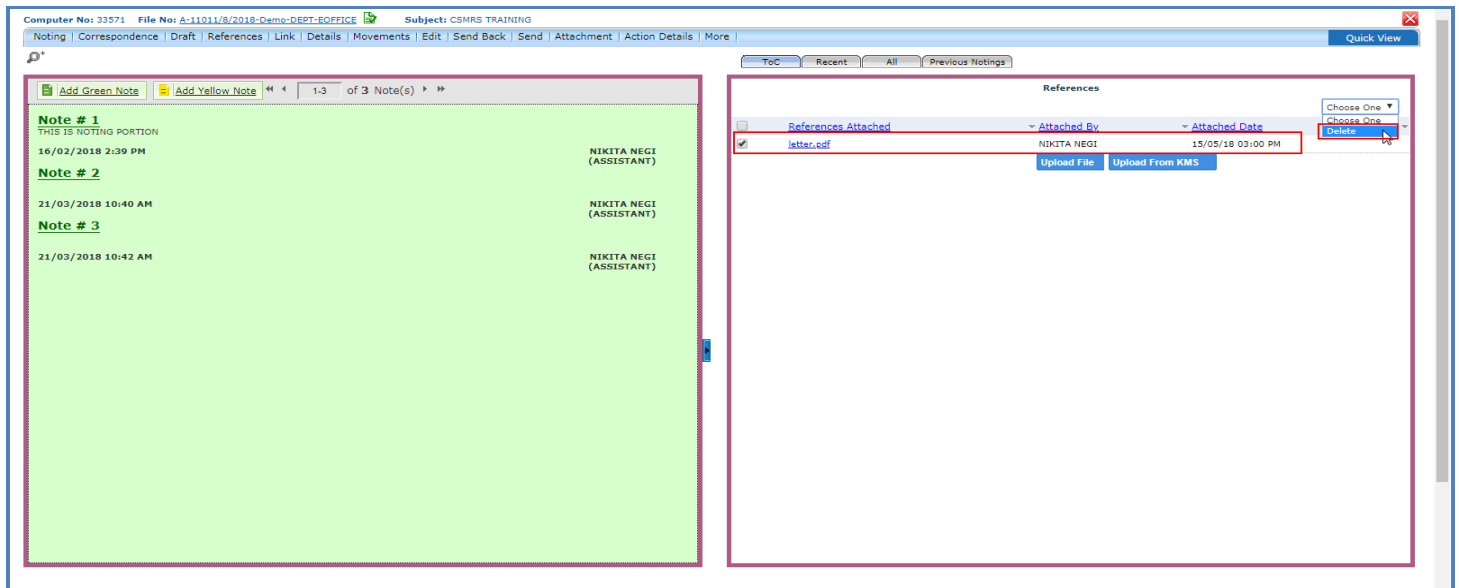 Computer No: 33571 File No: A-11011/8/2018-Demo-DEPT-EOFFICE Subject: CSMRS TRAINING
Noting | Correspondence | Draft | References | Link | Details | Movements | Edit | Send Back | Send | Attachment | Action Details | More |
Quick View
ToC Recent All Previous Notings
Add Green Note Add Yellow Note 1-3 of 3 Note(s)
Note # 1
THIS IS NOTING PORTION
16/02/2018 2:39 PM NIKITA NEGI
(ASSISTANT)
Note # 2
21/03/2018 10:40 AM NIKITA NEGI
(ASSISTANT)
Note # 3
21/03/2018 10:42 AM NIKITA NEGI
(ASSISTANT)
References
Choose One
Choose One
Delete
References Attached Attached By Attached Date
letter.pdf NIKITA NEGI 15/05/18 03:00 PM
Upload File Upload From KMS